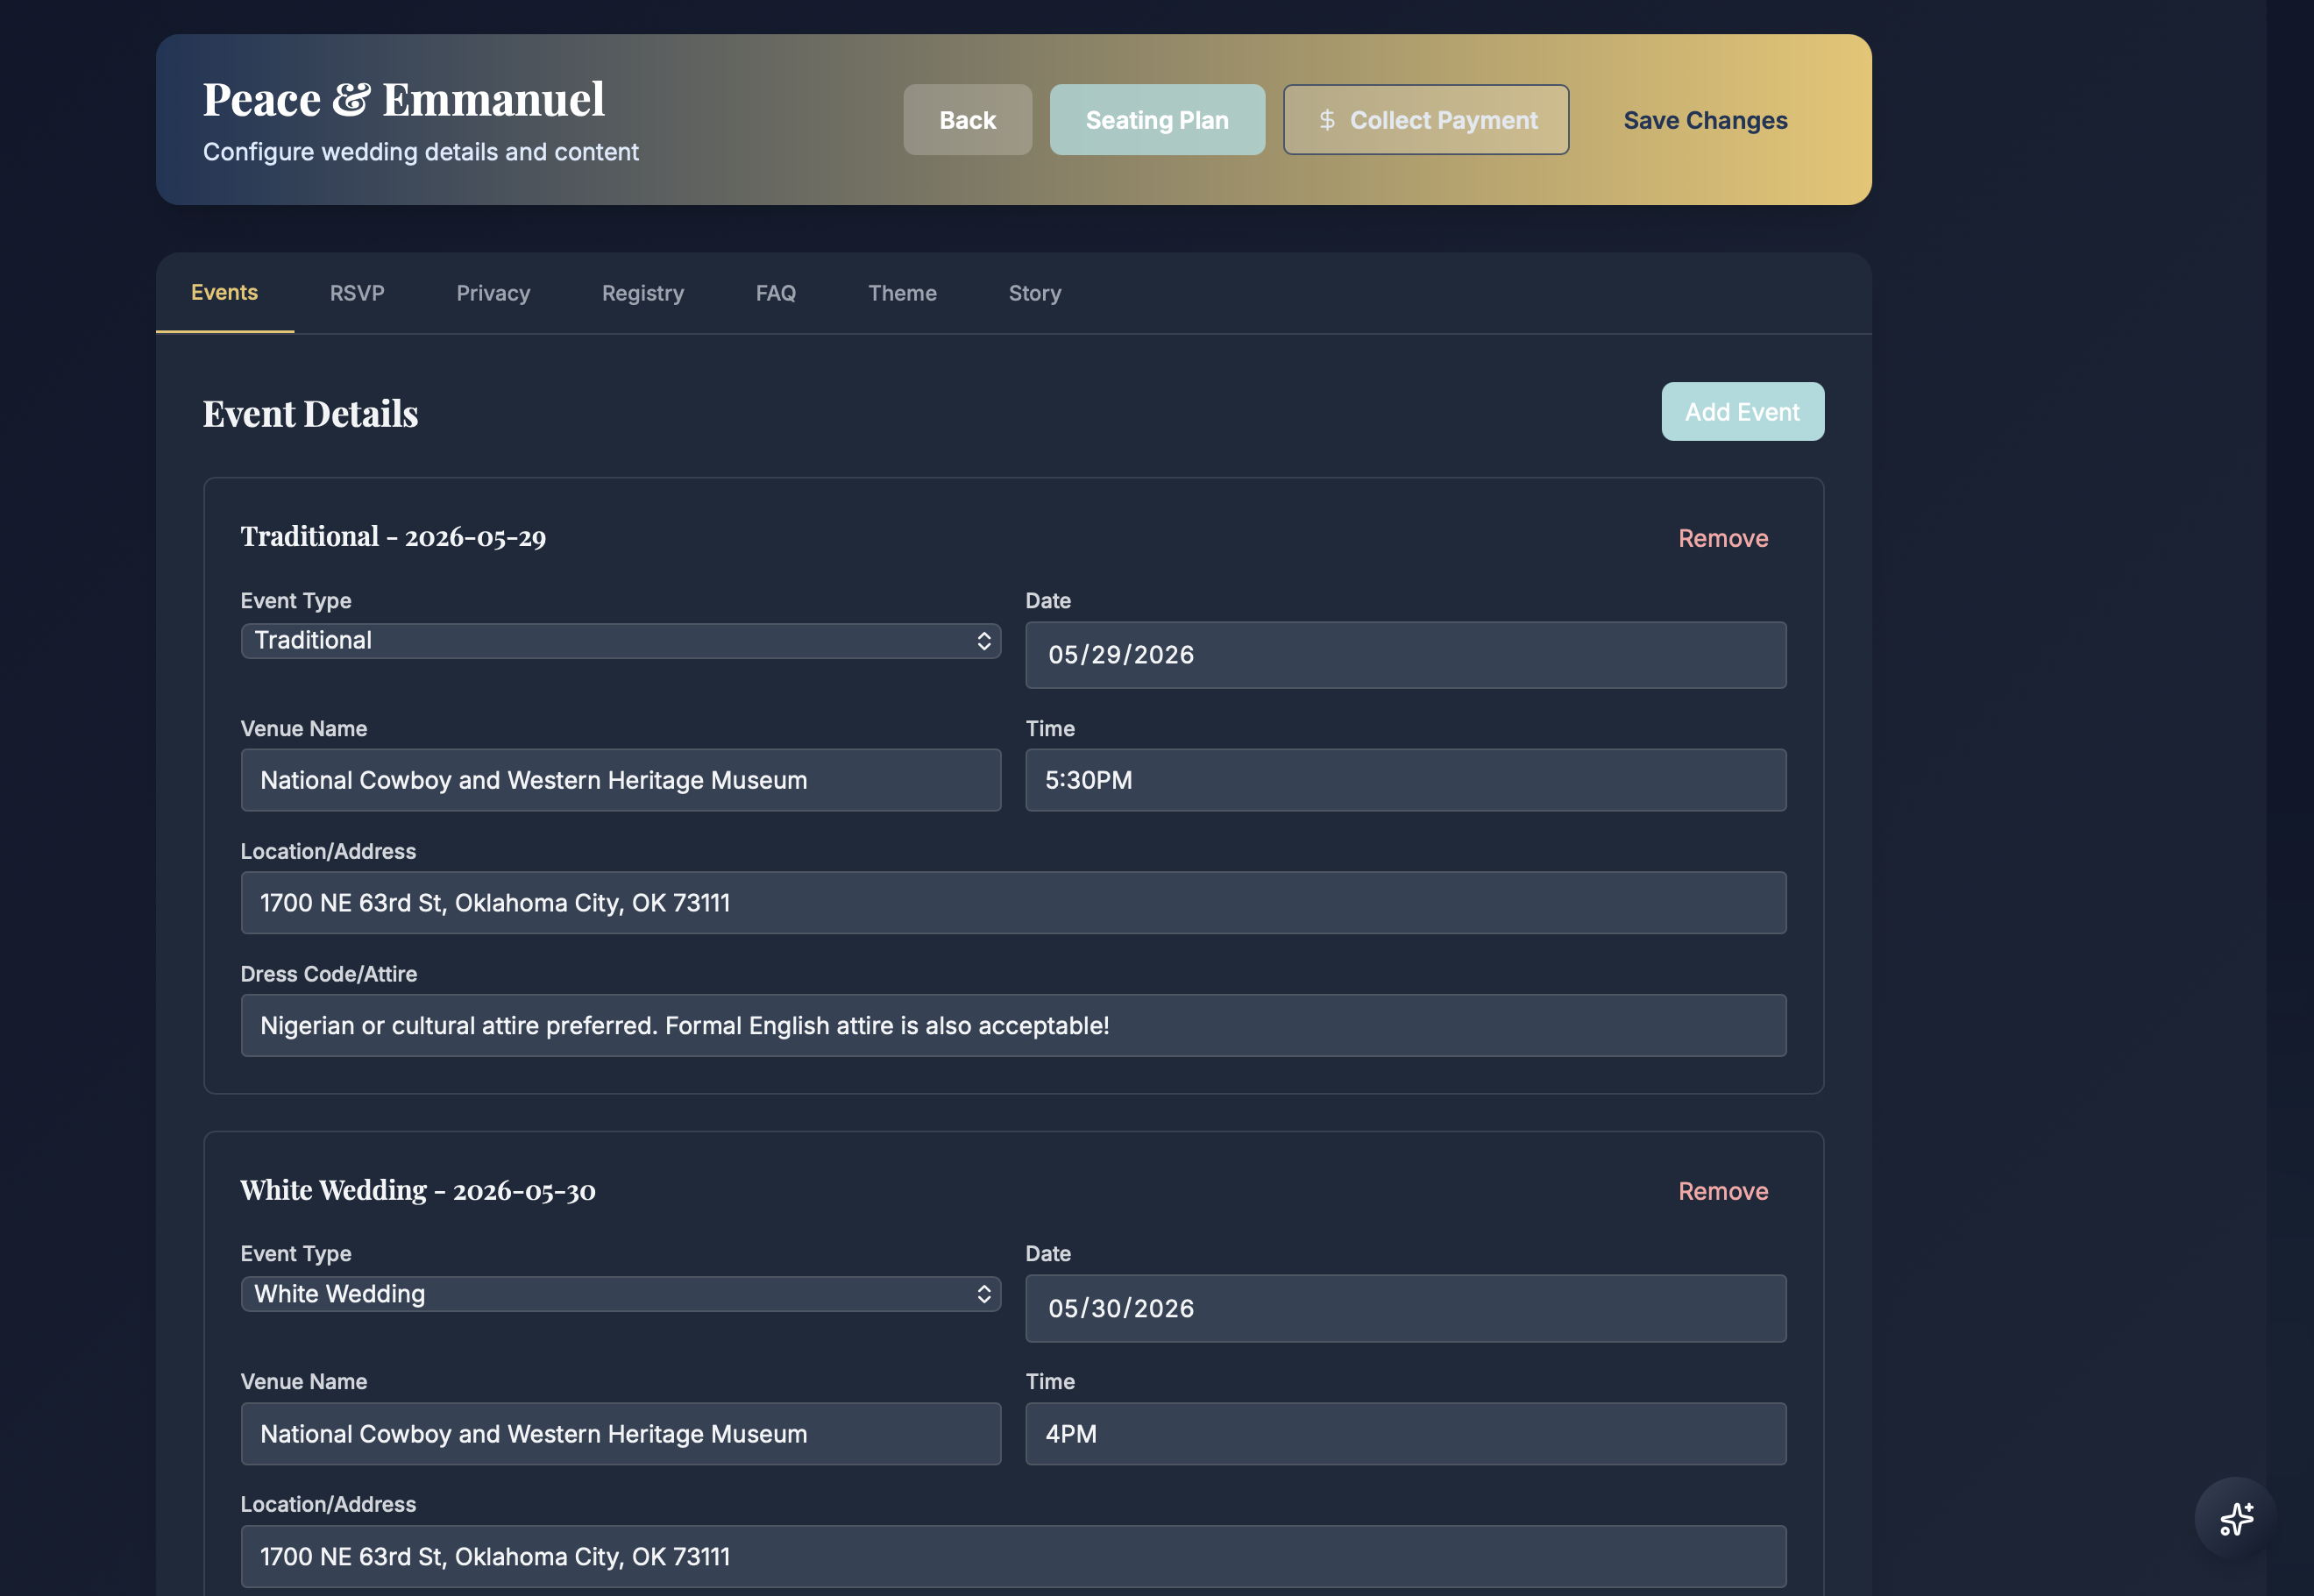 Peace & Emmanuel
Configure wedding details and content
Back
Seating Plan
$ Collect Payment
Save Changes
Events
RSVP
Privacy
Registry
FAQ
Theme
Story
Event Details
Add Event
Traditional - 2026-05-29
Remove
Event Type
Date
Traditional
05/29/2026
Venue Name
Time
National Cowboy and Western Heritage Museum
5:30PM
Location/Address
1700 NE 63rd St, Oklahoma City, OK 73111
Dress Code/Attire
Nigerian or cultural attire preferred. Formal English attire is also acceptable!
White Wedding - 2026-05-30
Remove
Event Type
Date
White Wedding
05/30/2026
Venue Name
Time
National Cowboy and Western Heritage Museum
4PM
Location/Address
1700 NE 63rd St, Oklahoma City, OK 73111